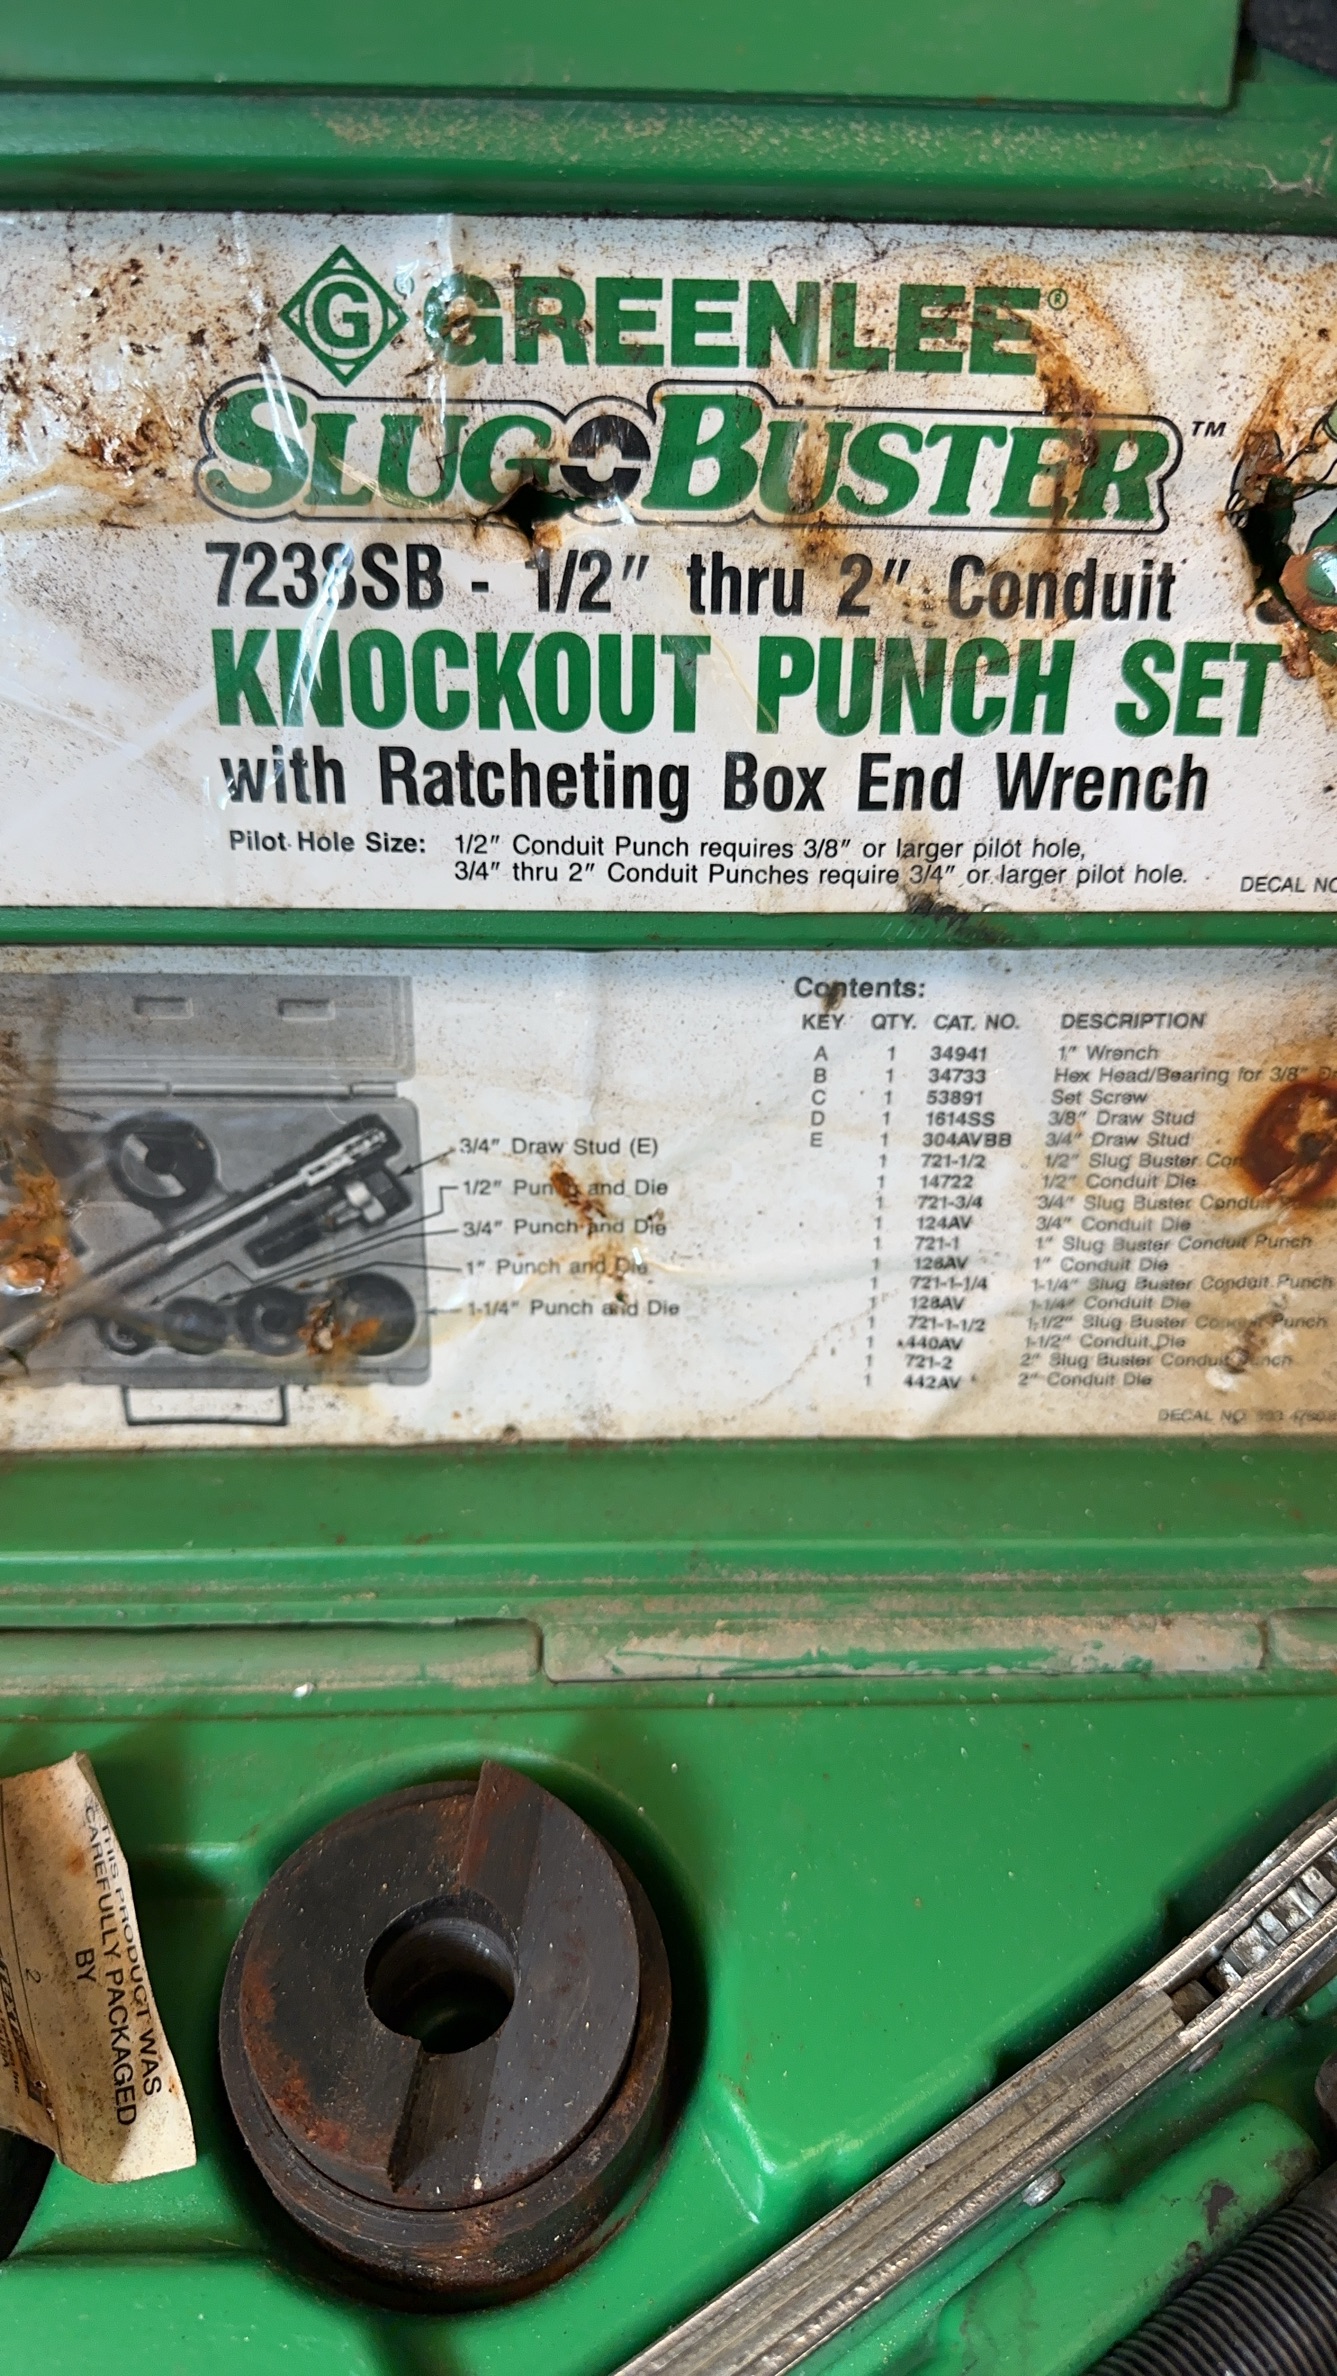 G GREENLEE®
SLUG BUSTER™
7238SB - 1/2" thru 2" Conduit
KNOCKOUT PUNCH SET
with Ratcheting Box End Wrench
Pilot Hole Size: 1/2" Conduit Punch requires 3/8" or larger pilot hole,
3/4" thru 2" Conduit Punches require 3/4" or larger pilot hole.
DECAL NO
3/4" Draw Stud (E)
1/2" Punch and Die
3/4" Punch and Die
1" Punch and Die
1-1/4" Punch and Die
Contents:
KEY QTY. CAT. NO. DESCRIPTION
A 1 34941 1" Wrench
B 1 34733 Hex Head/Bearing for 3/8"
C 1 53891 Set Screw
D 1 1614SS 3/8" Draw Stud
E 1 304AVBB 3/4" Draw Stud
1 721-1/2 1/2" Slug Buster
1 14722 1/2" Conduit Die
1 721-3/4 3/4" Slug Buster Conduit
1 124AV 3/4" Conduit Die
1 721-1 1" Slug Buster Conduit Punch
1 126AV 1" Conduit Die
1 721-1-1/4 1-1/4" Slug Buster Conduit Punch
1 128AV 1-1/4" Conduit Die
1 721-1-1/2 1-1/2" Slug Buster Conduit Punch
1 440AV 1-1/2" Conduit Die
1 721-2 2" Slug Buster Conduit Punch
1 442AV 2" Conduit Die
DECAL NO.
THIS PRODUCT WAS
CAREFULLY PACKAGED
BY
2